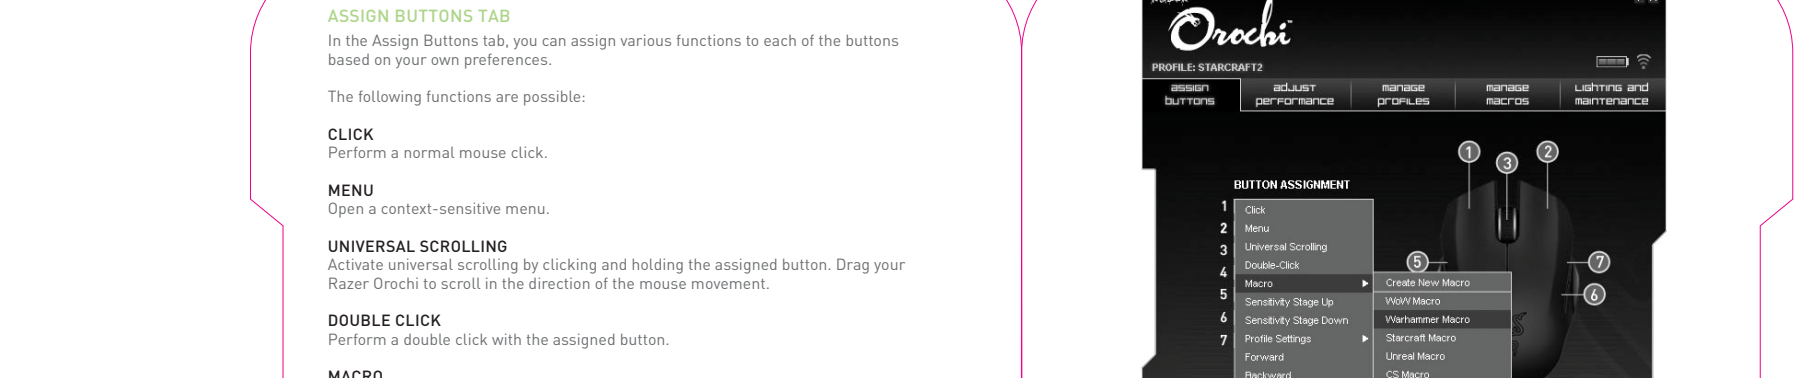 ASSIGN BUTTONS TAB
In the Assign Buttons tab, you can assign various functions to each of the buttons
based on your own preferences.
The following functions are possible:
CLICK
Perform a normal mouse click.
MENU
Open a context-sensitive menu.
UNIVERSAL SCROLLING
Activate universal scrolling by clicking and holding the assigned button. Drag your
Razer Orochi to scroll in the direction of the mouse movement.
DOUBLE CLICK
Perform a double click with the assigned button.
MACRO
Orochi™
PROFILE: STARCRAFT2
assign buttons
adjust performance
manage profiles
manage macros
Lighting and maintenance
1
3
2
BUTTON ASSIGNMENT
1 Click
2 Menu
3 Universal Scrolling
Double-Click
4 Macro
5 Sensitivity Stage Up
6 Sensitivity Stage Down
7 Profile Settings
Forward
Backward
Create New Macro
WoW Macro
Warhammer Macro
Starcraft Macro
Unreal Macro
CS Macro
5
7
6